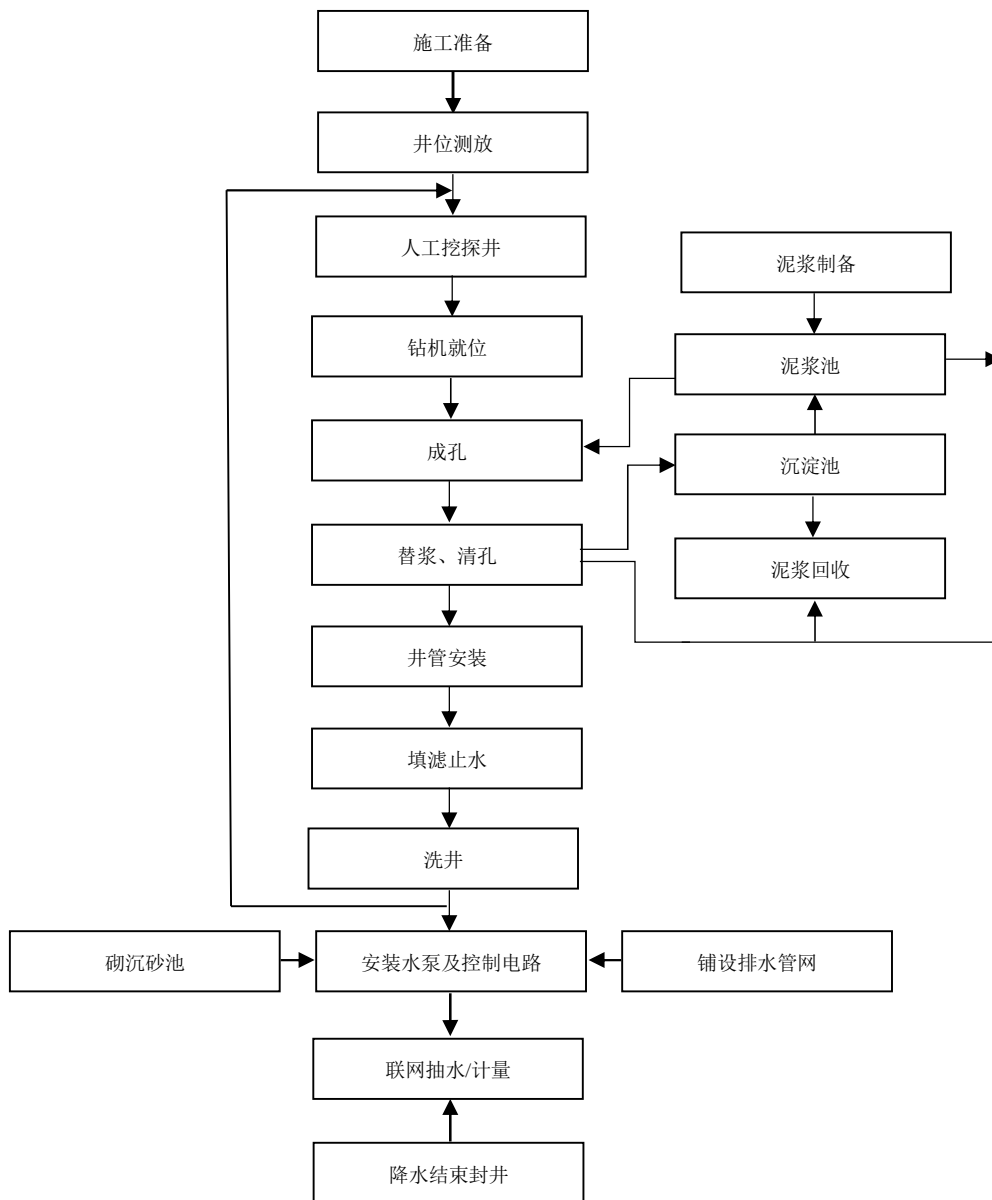 施工准备
井位测放
人工挖探井
泥浆制备
钻机就位
泥浆池
成孔
沉淀池
替浆、清孔
泥浆回收
井管安装
填滤止水
洗井
砌沉砂池
安装水泵及控制电路
铺设排水管网
联网抽水/计量
降水结束封井